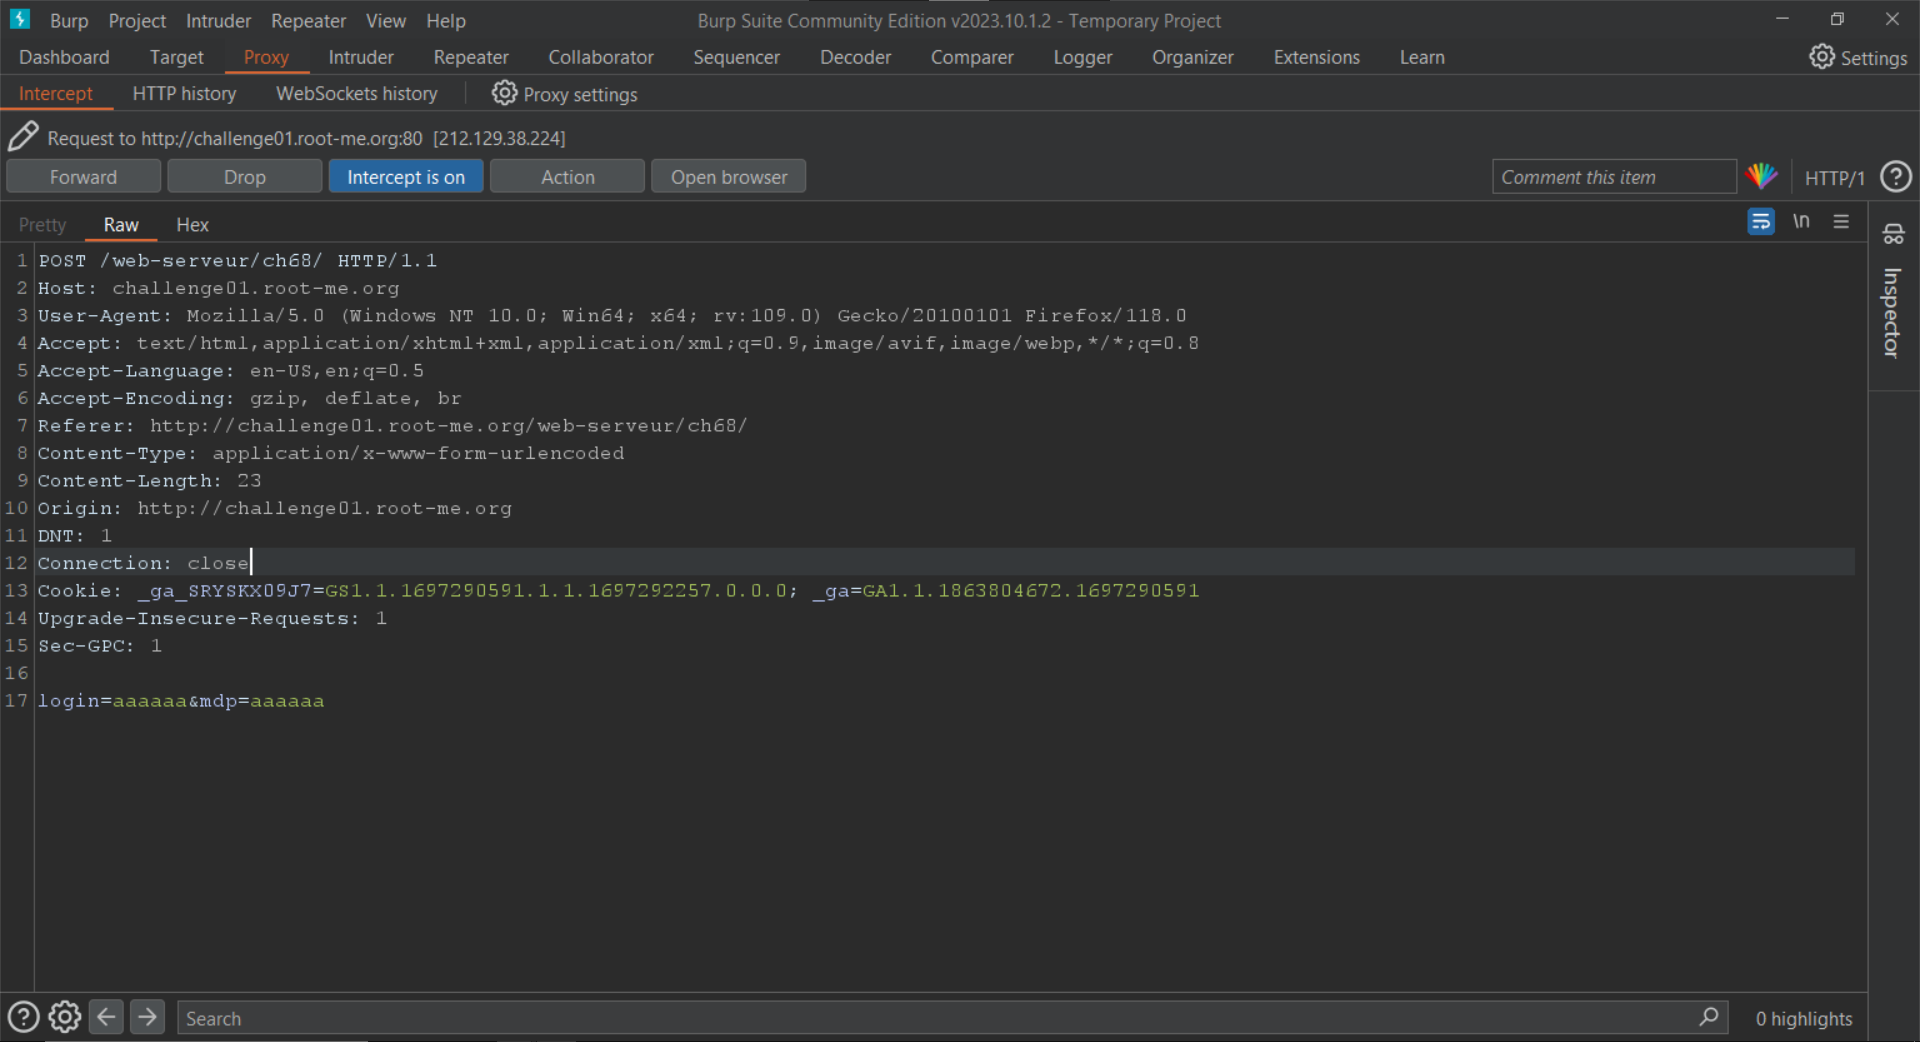 Burp Project Intruder Repeater View Help Burp Suite Community Edition v2023.10.1.2 - Temporary Project
Dashboard Target Proxy Intruder Repeater Collaborator Sequencer Decoder Comparer Logger Organizer Extensions Learn Settings
Intercept HTTP history WebSockets history Proxy settings
Request to http://challenge01.root-me.org:80 [212.129.38.224]
Forward Drop Intercept is on Action Open browser Comment this item HTTP/1
Pretty Raw Hex \n
Inspector
1 POST /web-serveur/ch68/ HTTP/1.1
2 Host: challenge01.root-me.org
3 User-Agent: Mozilla/5.0 (Windows NT 10.0; Win64; x64; rv:109.0) Gecko/20100101 Firefox/118.0
4 Accept: text/html,application/xhtml+xml,application/xml;q=0.9,image/avif,image/webp,*/*;q=0.8
5 Accept-Language: en-US,en;q=0.5
6 Accept-Encoding: gzip, deflate, br
7 Referer: http://challenge01.root-me.org/web-serveur/ch68/
8 Content-Type: application/x-www-form-urlencoded
9 Content-Length: 23
10 Origin: http://challenge01.root-me.org
11 DNT: 1
12 Connection: close
13 Cookie: _ga_SRYSKX09J7=GS1.1.1697290591.1.1.1697292257.0.0.0; _ga=GA1.1.1863804672.1697290591
14 Upgrade-Insecure-Requests: 1
15 Sec-GPC: 1
16
17 login=aaaaaa&mdp=aaaaaa
Search 0 highlights